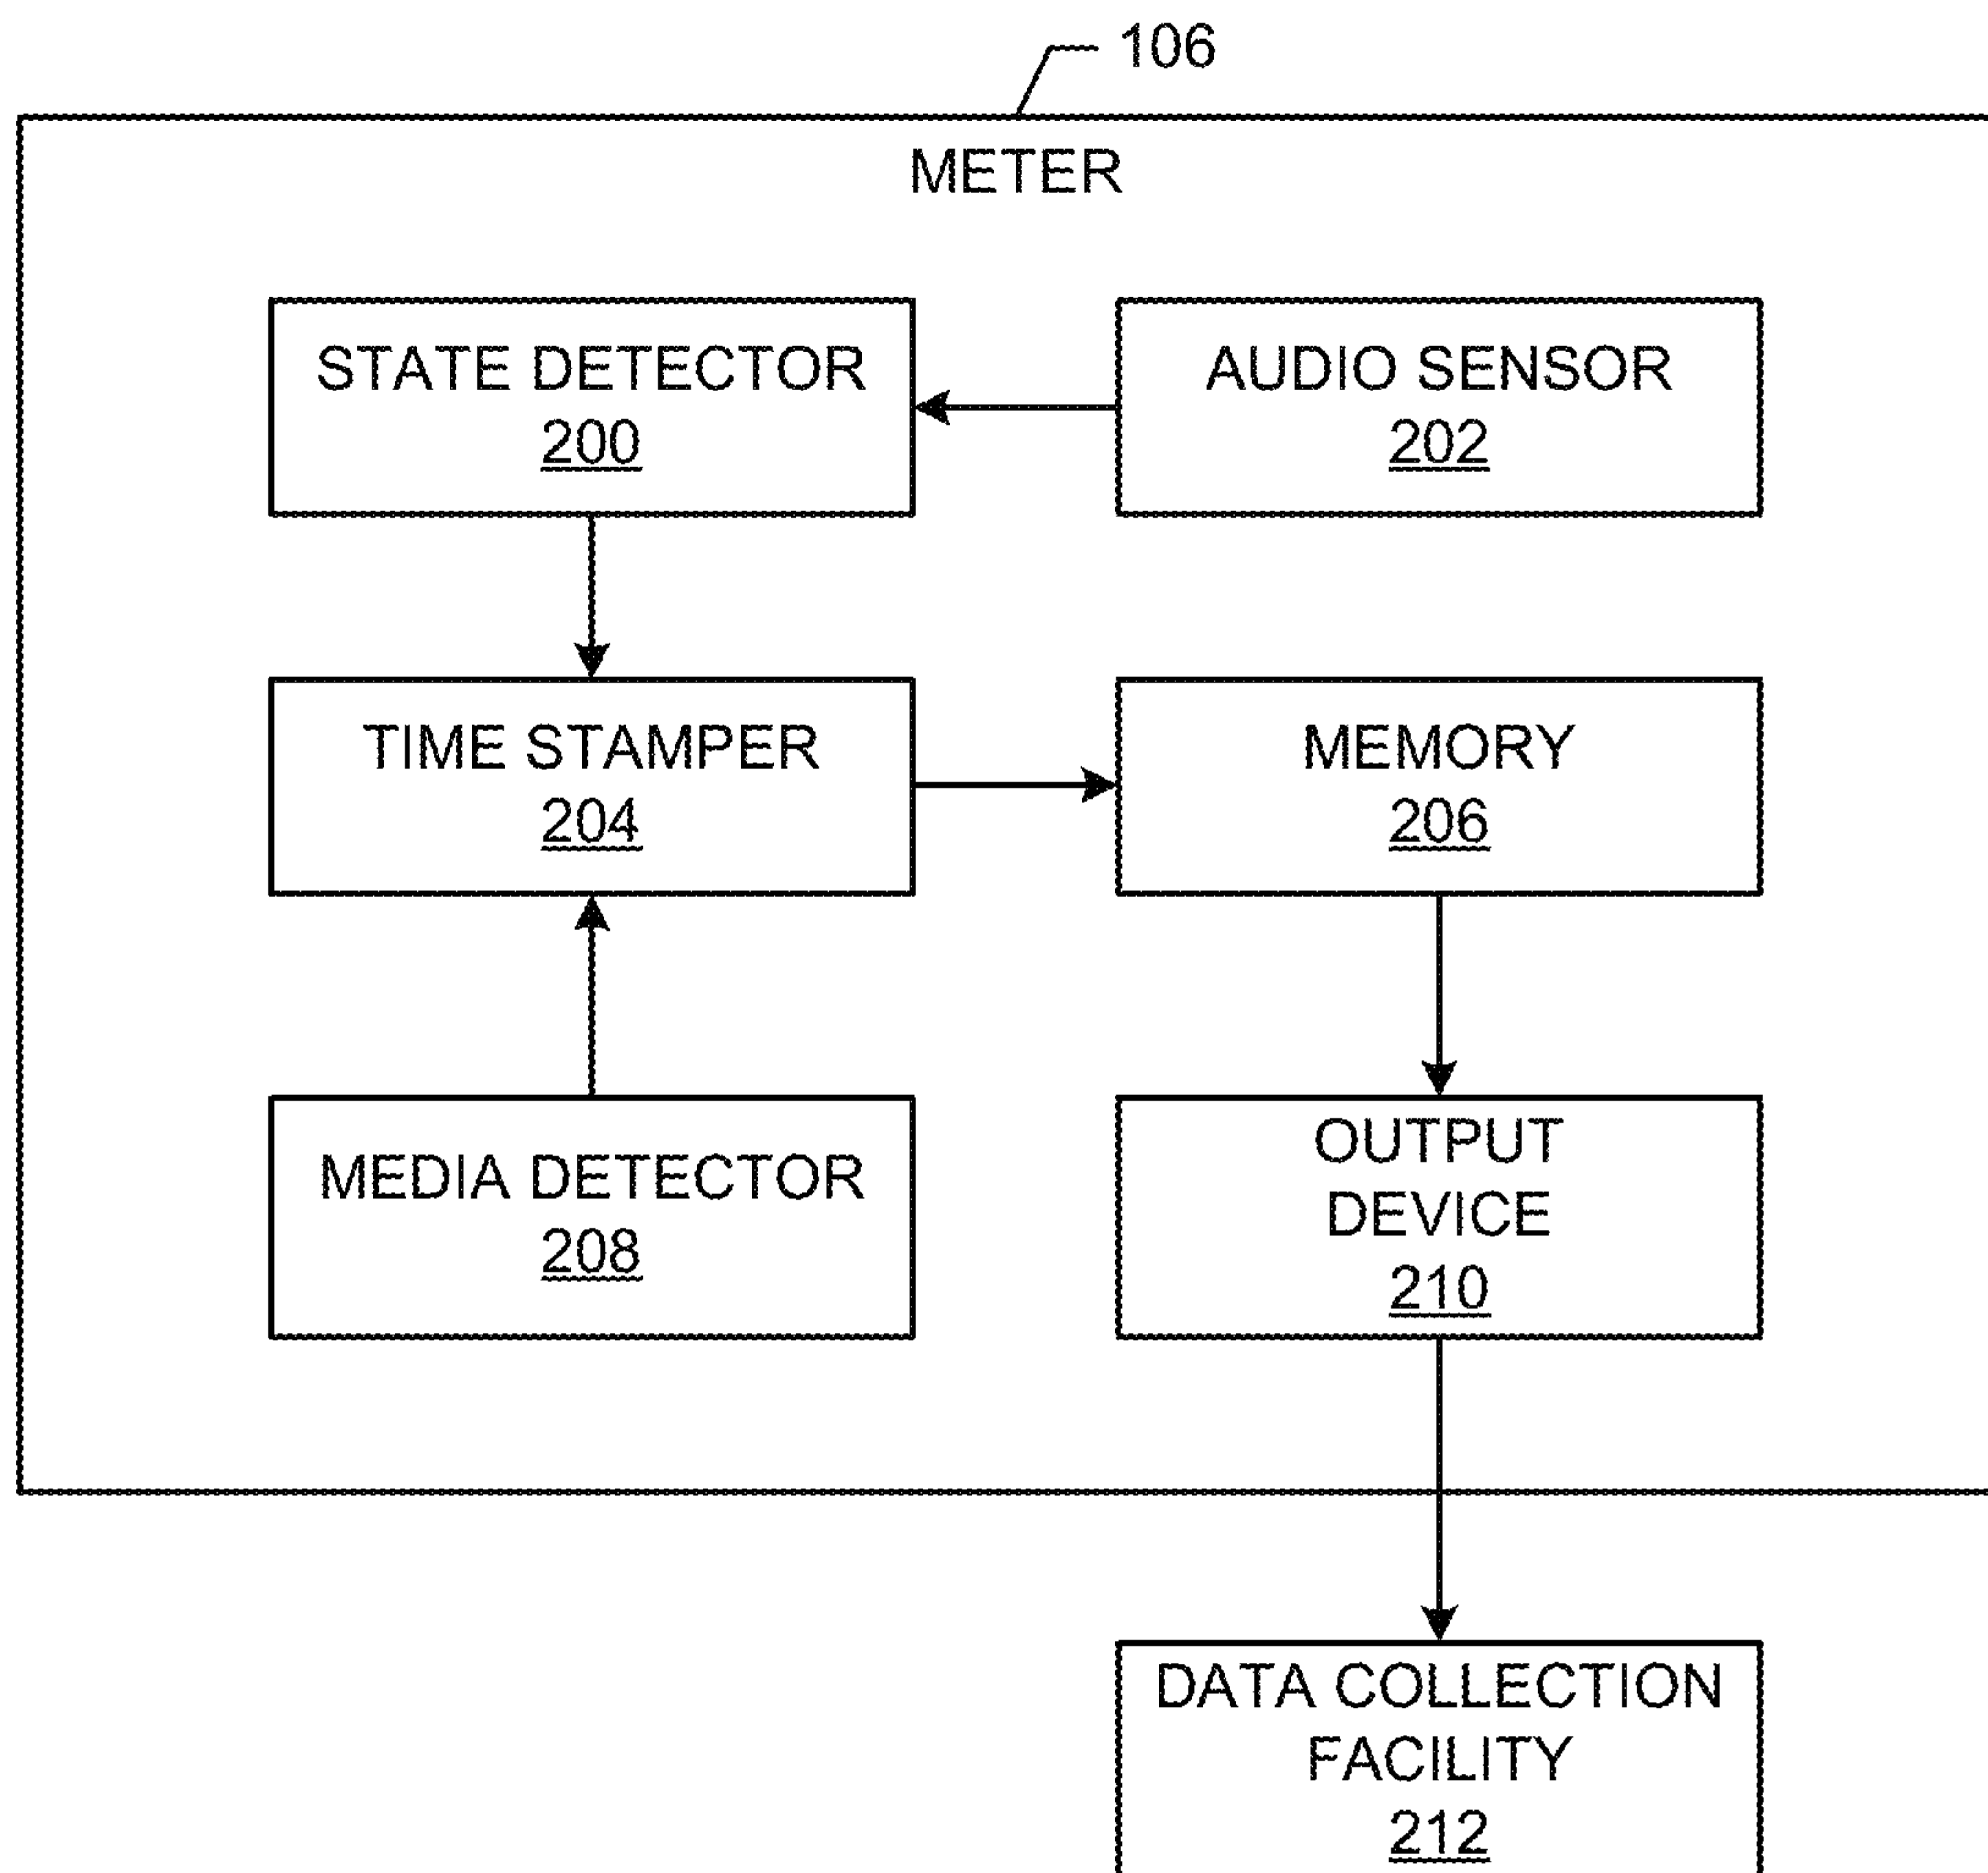 106
METER
STATE DETECTOR
200
AUDIO SENSOR
202
TIME STAMPER
204
MEMORY
206
MEDIA DETECTOR
208
OUTPUT
DEVICE
210
DATA COLLECTION
FACILITY
212